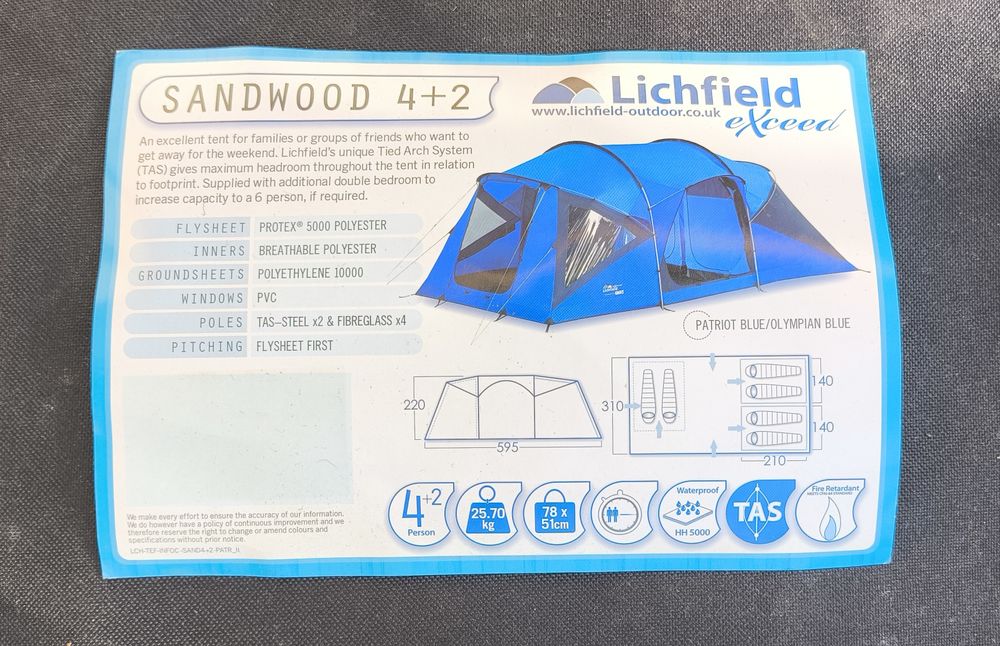 SANDWOOD 4+2
Lichfield
www.lichfield-outdoor.co.uk
eXceed
An excellent tent for families or groups of friends who want to
get away for the weekend. Lichfield's unique Tied Arch System
(TAS) gives maximum headroom throughout the tent in relation
to footprint. Supplied with additional double bedroom to
increase capacity to a 6 person, if required.
FLYSHEET PROTEX® 5000 POLYESTER
INNERS BREATHABLE POLYESTER
GROUNDSHEETS POLYETHYLENE 10000
WINDOWS PVC
POLES TAS-STEEL x2 & FIBREGLASS x4
PITCHING FLYSHEET FIRST
PATRIOT BLUE/OLYMPIAN BLUE
220
595
310
140
140
210
4+2
Person
25.70
kg
78 x
51cm
Waterproof
HH 5000
TAS
Fire Retardant
MEETS CPAI-84 STANDARD
We make every effort to ensure the accuracy of our information.
We do however have a policy of continuous improvement and we
therefore reserve the right to change or amend colours and
specifications without prior notice.